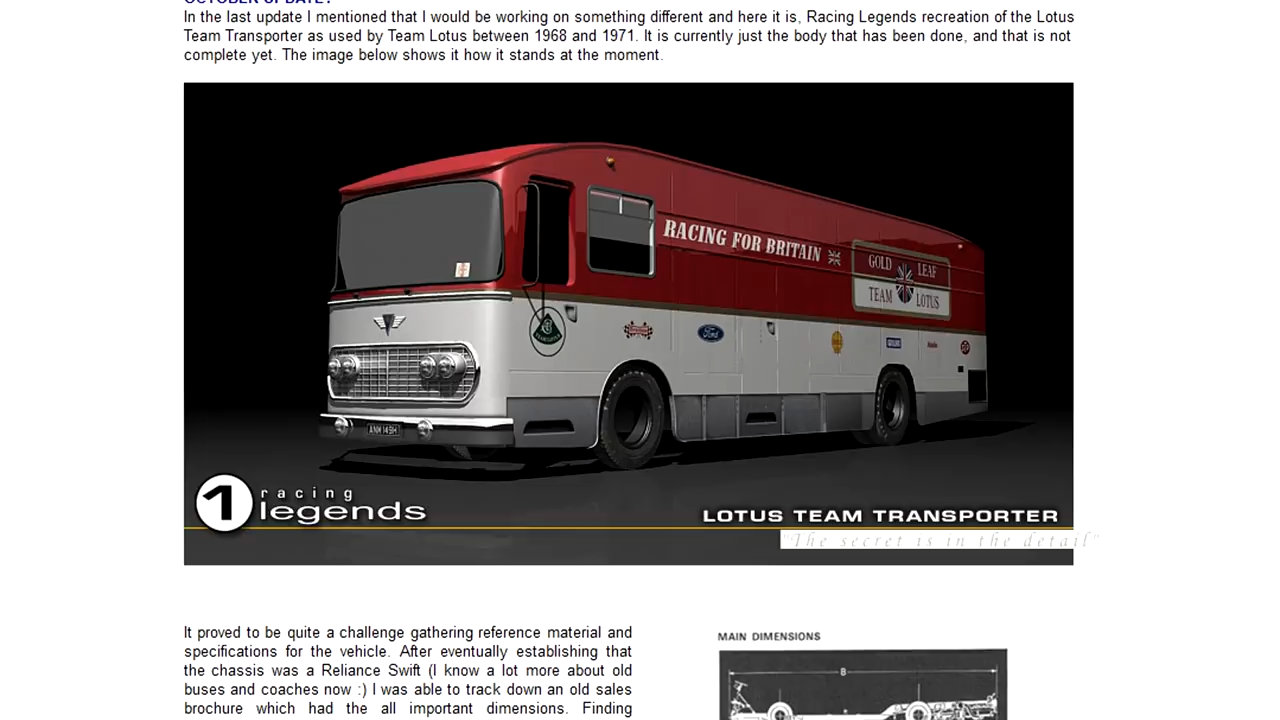 OCTOBER UPDATE:
In the last update I mentioned that I would be working on something different and here it is, Racing Legends recreation of the Lotus
Team Transporter as used by Team Lotus between 1968 and 1971. It is currently just the body that has been done, and that is not
complete yet. The image below shows it how it stands at the moment.
RACING FOR BRITAIN
GOLD LEAF
TEAM LOTUS
Ford
ANM 149H
1 racing
legends
LOTUS TEAM TRANSPORTER
"The secret is in the detail"
It proved to be quite a challenge gathering reference material and
specifications for the vehicle. After eventually establishing that
the chassis was a Reliance Swift (I know a lot more about old
buses and coaches now :) I was able to track down an old sales
brochure which had the all important dimensions. Finding
MAIN DIMENSIONS
B